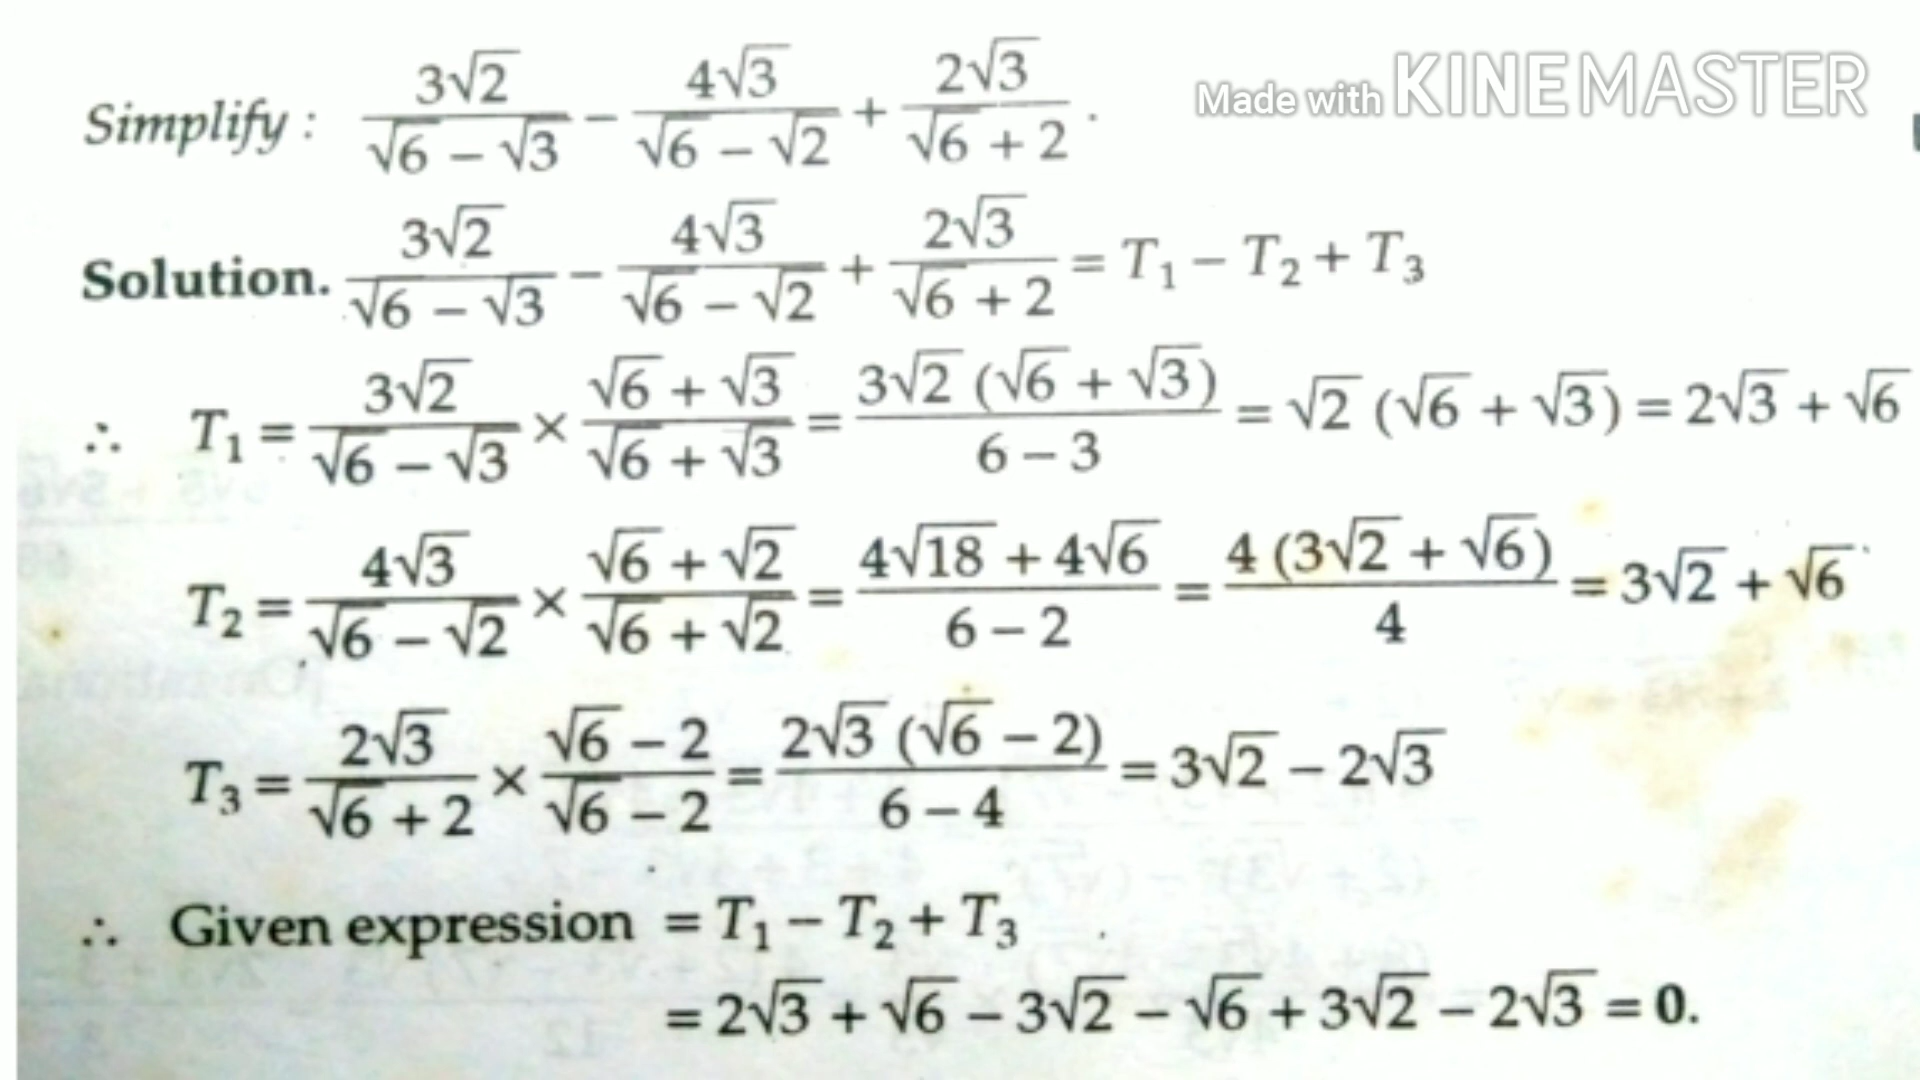 Simplify : 3√2/(√6 – √3) – 4√3/(√6 – √2) + 2√3/(√6 + 2).
Made with KINEMASTER
Solution. 3√2/(√6 – √3) – 4√3/(√6 – √2) + 2√3/(√6 + 2) = T₁ – T₂ + T₃
∴ T₁ = 3√2/(√6 – √3) × (√6 + √3)/(√6 + √3) = 3√2 (√6 + √3)/(6 – 3) = √2 (√6 + √3) = 2√3 + √6
T₂ = 4√3/(√6 – √2) × (√6 + √2)/(√6 + √2) = (4√18 + 4√6)/(6 – 2) = 4 (3√2 + √6)/4 = 3√2 + √6
T₃ = 2√3/(√6 + 2) × (√6 – 2)/(√6 – 2) = 2√3 (√6 – 2)/(6 – 4) = 3√2 – 2√3
∴ Given expression = T₁ – T₂ + T₃
= 2√3 + √6 – 3√2 – √6 + 3√2 – 2√3 = 0.